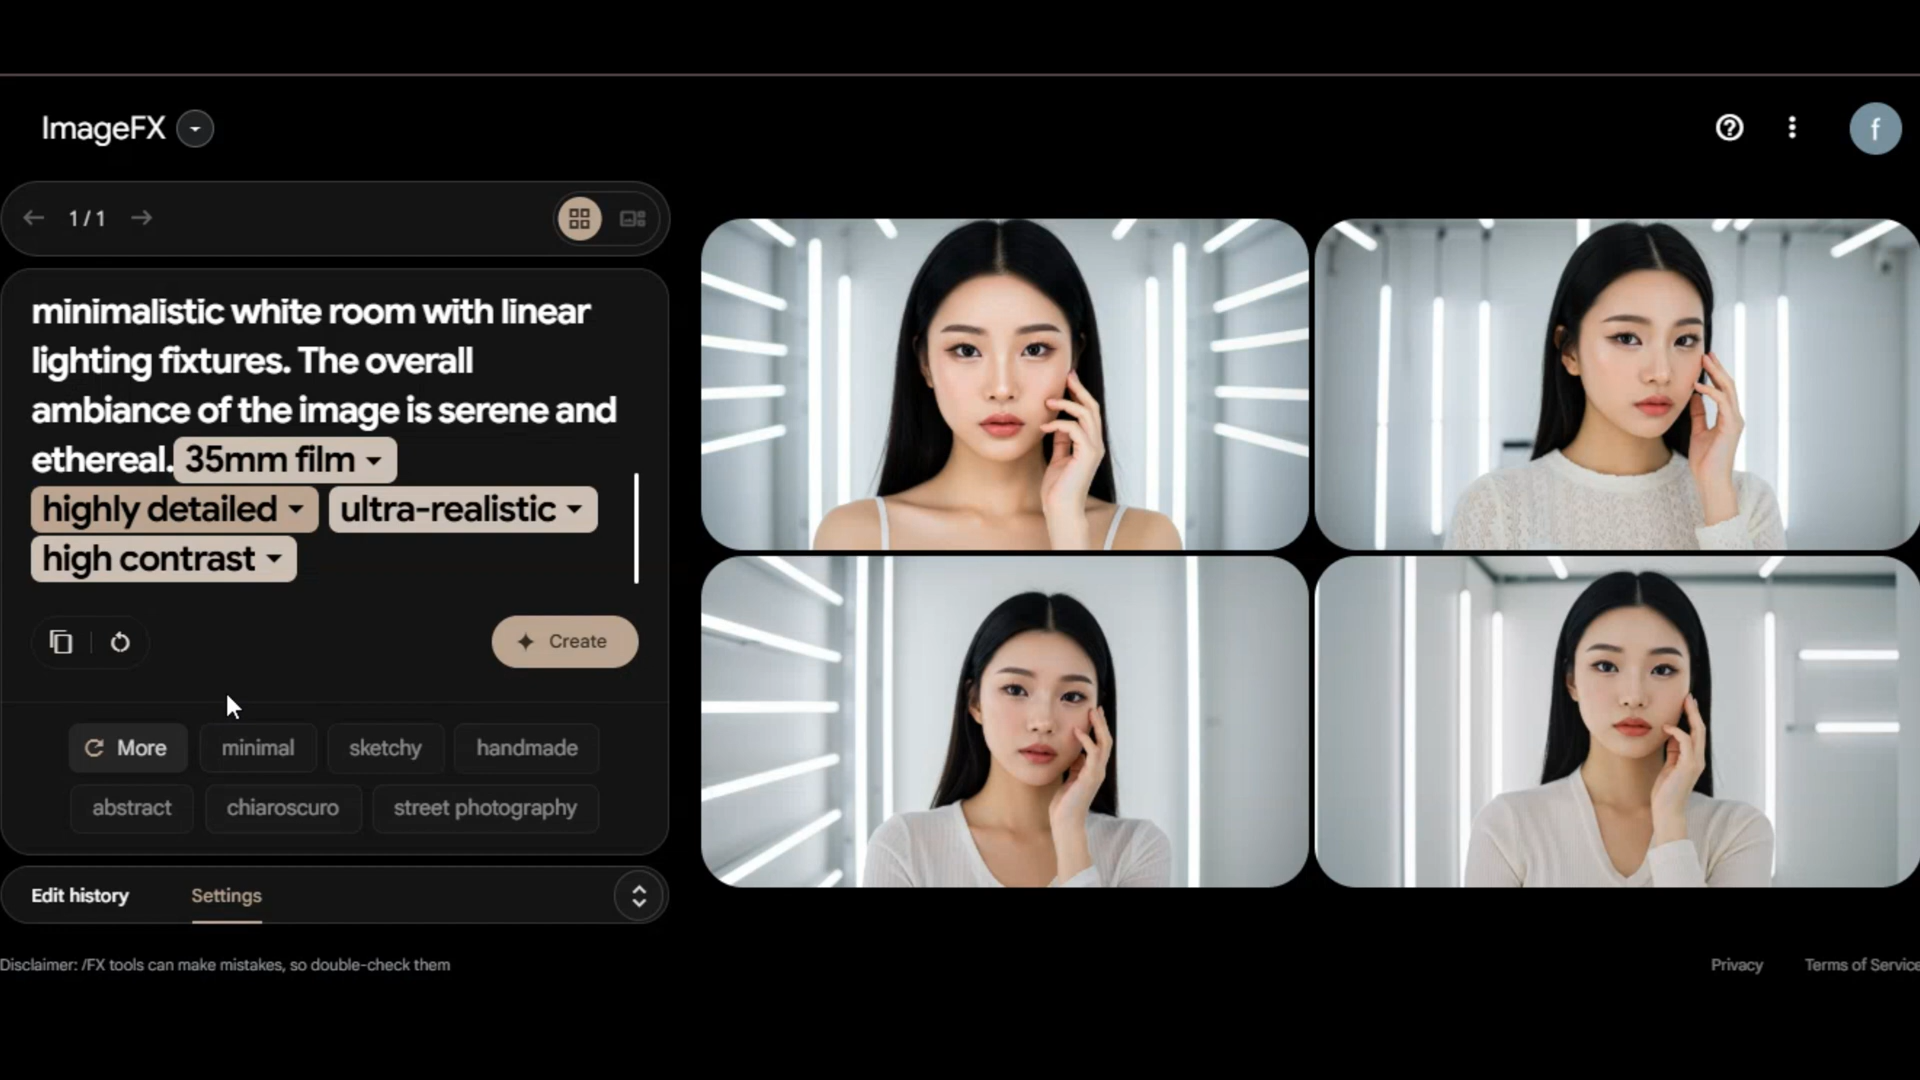 ImageFX
f
1 / 1
minimalistic white room with linear
lighting fixtures. The overall
ambiance of the image is serene and
ethereal. 35mm film
highly detailed ultra-realistic
high contrast
Create
More minimal sketchy handmade
abstract chiaroscuro street photography
Edit history Settings
Disclaimer: /FX tools can make mistakes, so double-check them
Privacy Terms of Service